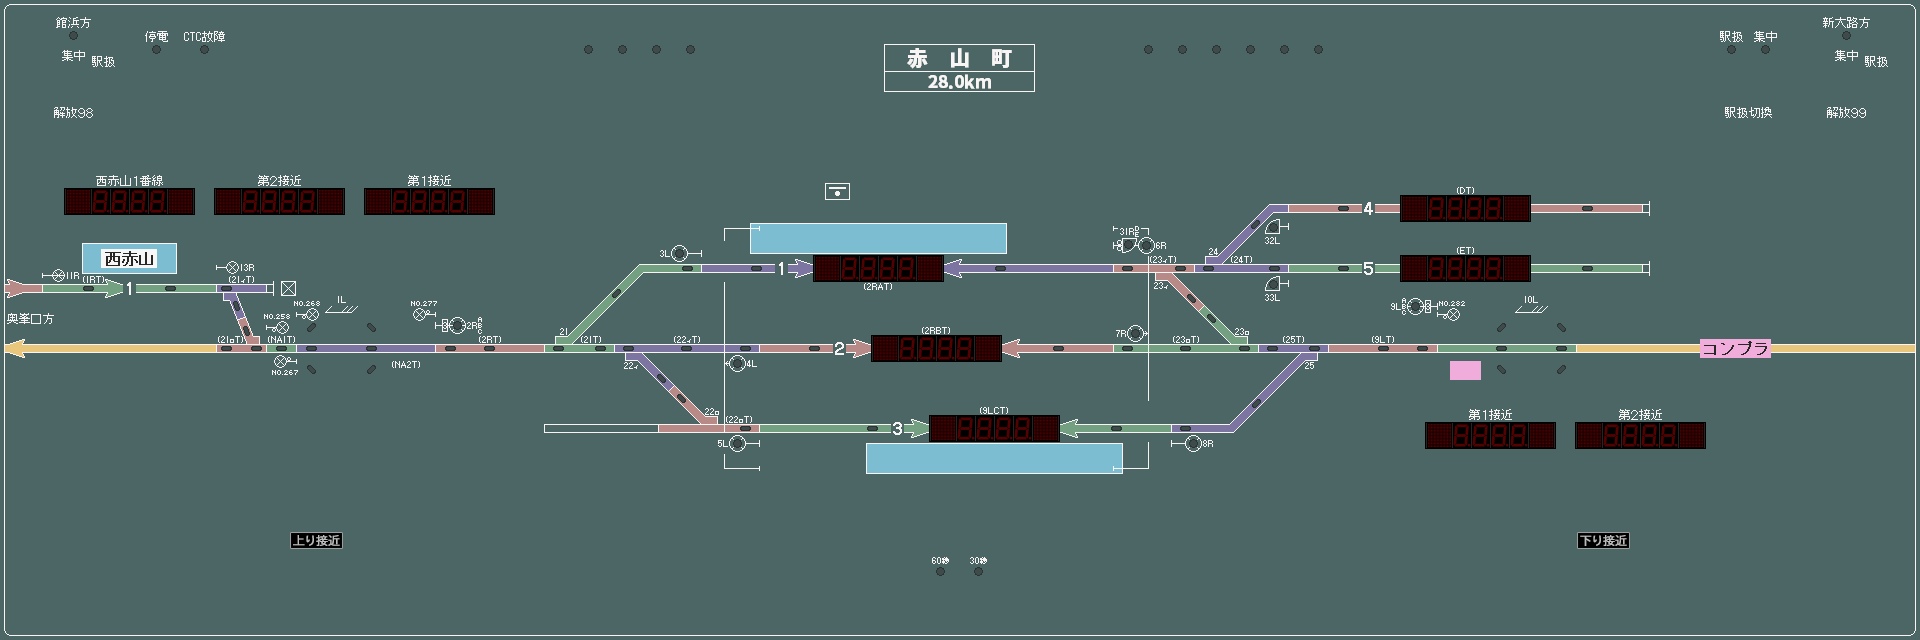 館浜方
停電 CTC故障
集中 駅扱
解放98
赤山町
28.0km
新大路方
駅扱 集中
集中 駅扱
駅扱切換 解放99
西赤山1番線 第2接近 第1接近
西赤山
11R
(1RT)
1
13R
(21イT)
奥峯口方
NO.268
1L
NO.258
NO.277
2R
ABC
(21ロT)
(NA1T)
NO.267
(NA2T)
(2RT)
21
(21T)
3L
1
(2RAT)
31R
6R
(23イT)
23イ
24
(24T)
(DT)
4
32L
(ET)
5
33L
22イ
(22イT)
4L
2
(2RBT)
7R
(23ロT)
23ロ
(25T)
25
(9LT)
9L
NO.282
10L
コンプラ
22ロ
(22ロT)
5L
3
(9LCT)
8R
第1接近 第2接近
上り接近
下り接近
60秒 30秒